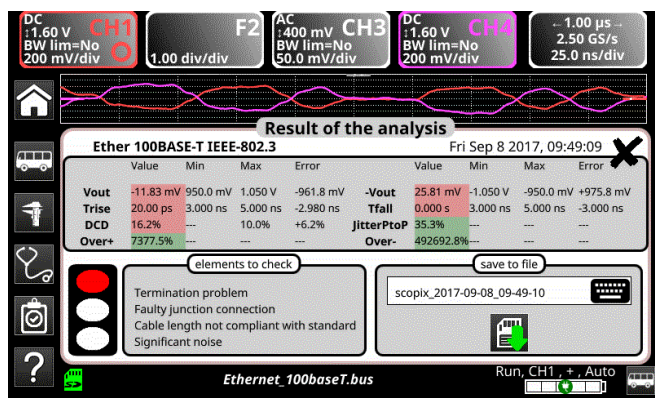 DC
↕1.60 V CH1
BW lim=No
200 mV/div
F2
1.00 div/div
AC
↕400 mV CH3
BW lim=No
50.0 mV/div
DC
↕1.60 V CH4
BW lim=No
200 mV/div
←1.00 µs→
2.50 GS/s
25.0 ns/div
Result of the analysis
Ether 100BASE-T IEEE-802.3 Fri Sep 8 2017, 09:49:09
Value Min Max Error Value Min Max Error
Vout -11.83 mV 950.0 mV 1.050 V -961.8 mV -Vout 25.81 mV -1.050 V -950.0 mV +975.8 mV
Trise 20.00 ps 3.000 ns 5.000 ns -2.980 ns Tfall 0.000 s 3.000 ns 5.000 ns -3.000 ns
DCD 16.2% --- 10.0% +6.2% JitterPtoP 35.3% --- --- ---
Over+ 7377.5% --- --- --- Over- 492692.8% --- --- ---
elements to check
Termination problem
Faulty junction connection
Cable length not compliant with standard
Significant noise
save to file
scopix_2017-09-08_09-49-10
?
SD
Ethernet_100baseT.bus
Run, CH1 , + , Auto